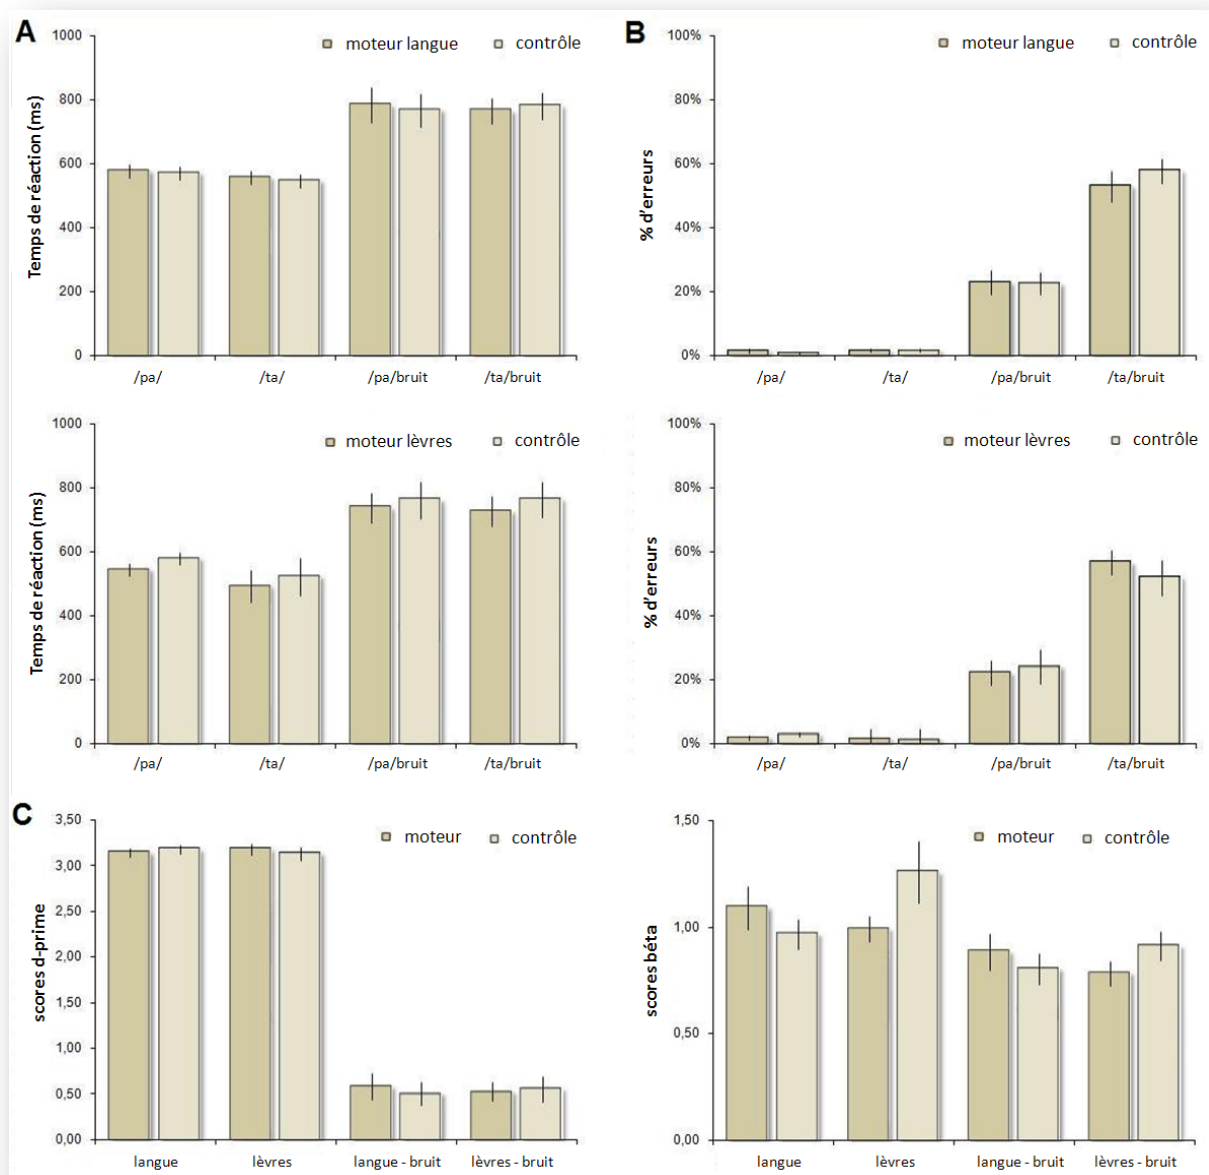 A
Temps de réaction (ms)
moteur langue contrôle
1000
800
600
400
200
0
/pa/ /ta/ /pa/bruit /ta/bruit
B
% d'erreurs
moteur langue contrôle
100%
80%
60%
40%
20%
0%
/pa/ /ta/ /pa/bruit /ta/bruit
Temps de réaction (ms)
moteur lèvres contrôle
1000
800
600
400
200
0
/pa/ /ta/ /pa/bruit /ta/bruit
% d'erreurs
moteur lèvres contrôle
100%
80%
60%
40%
20%
0%
/pa/ /ta/ /pa/bruit /ta/bruit
C
scores d-prime
moteur contrôle
3,50
3,00
2,50
2,00
1,50
1,00
0,50
0,00
langue lèvres langue - bruit lèvres - bruit
scores béta
moteur contrôle
1,50
1,00
0,50
0,00
langue lèvres langue - bruit lèvres - bruit